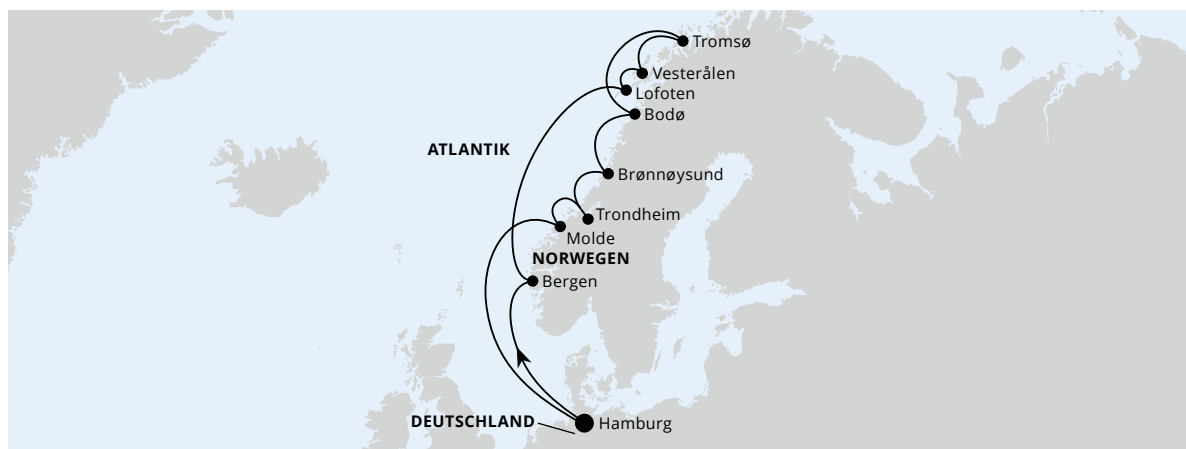 Tromsø
Vesterålen
Lofoten
Bodø
ATLANTIK
Brønnøysund
Trondheim
Molde
NORWEGEN
Bergen
DEUTSCHLAND
Hamburg